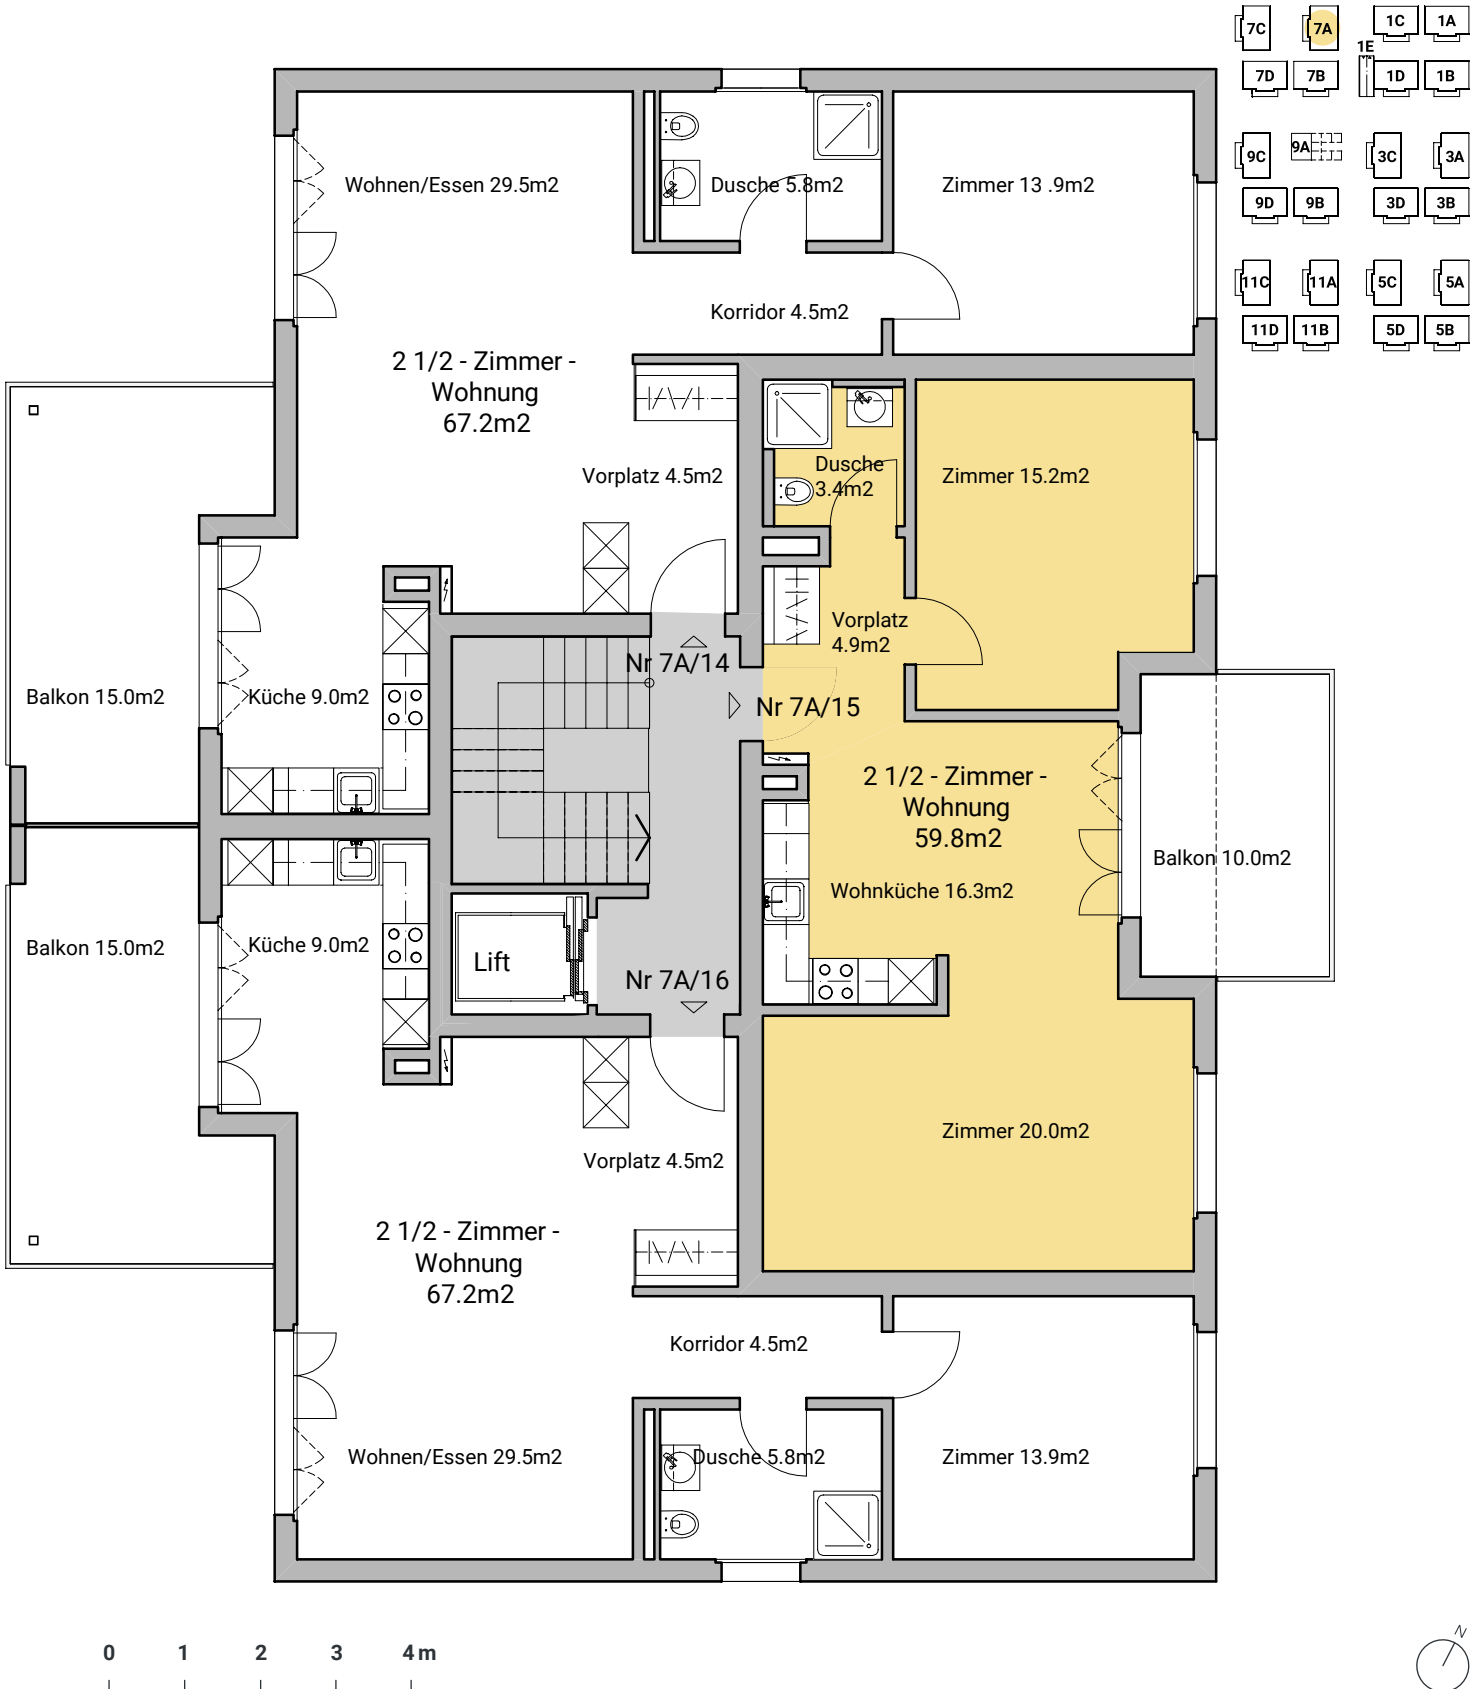 7C 7A 1C 1A
1E
7D 7B 1D 1B
9C 9A 3C 3A
9D 9B 3D 3B
11C 11A 5C 5A
11D 11B 5D 5B
Wohnen/Essen 29.5m2
Dusche 5.8m2
Zimmer 13 .9m2
Korridor 4.5m2
2 1/2 - Zimmer -
Wohnung
67.2m2
Vorplatz 4.5m2
Dusche
3.4m2
Zimmer 15.2m2
Vorplatz
4.9m2
Nr 7A/14
Balkon 15.0m2
Küche 9.0m2
Nr 7A/15
2 1/2 - Zimmer -
Wohnung
59.8m2
Balkon 10.0m2
Wohnküche 16.3m2
Balkon 15.0m2
Küche 9.0m2
Lift
Nr 7A/16
Zimmer 20.0m2
Vorplatz 4.5m2
2 1/2 - Zimmer -
Wohnung
67.2m2
Korridor 4.5m2
Wohnen/Essen 29.5m2
Dusche 5.8m2
Zimmer 13.9m2
0 1 2 3 4 m
N